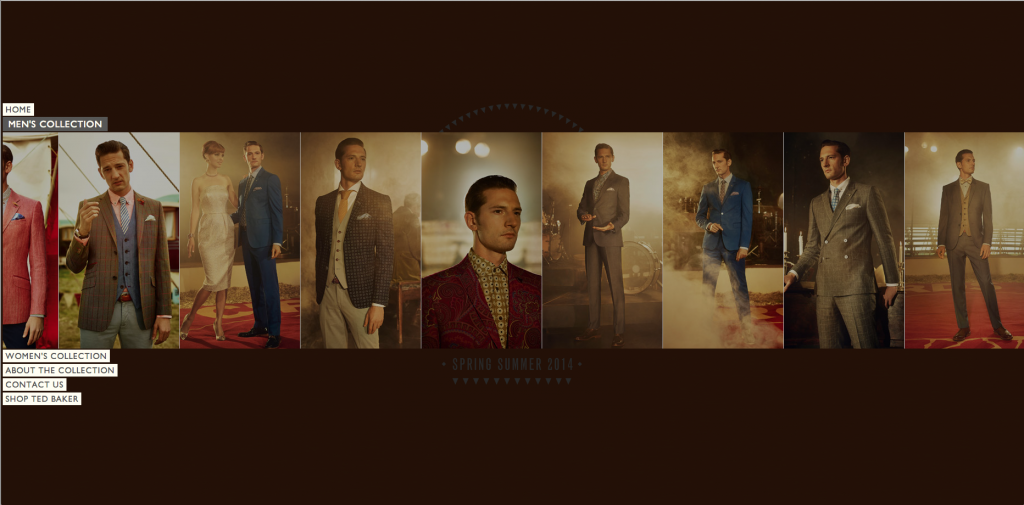 HOME
MEN'S COLLECTION
WOMEN'S COLLECTION
ABOUT THE COLLECTION
CONTACT US
SHOP TED BAKER
• SPRING SUMMER 2014 •